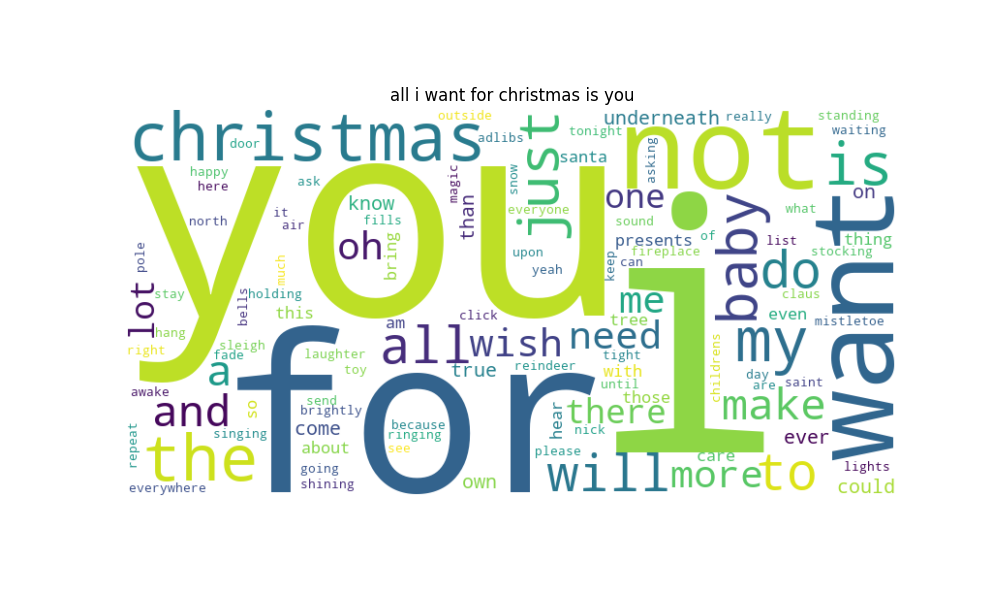 all i want for christmas is you
christmas
outside
adlibs
just
tonight
underneath
really
standing
waiting
door
santa
asking
not
is
happy
here
ask
magic
than
snow
everyone
one
on
know
fills
north
it
air
you
sound
baby
what
want
oh
bring
upon
yeah
keep
presents
of
fireplace
can
list
thing
stocking
pole
much
i
do
claus
lot
stay
bells
holding
this
click
me
tree
even
mistletoe
my
hang
right
sleigh
fade
am
all
wish
need
laughter
toy
true
reindeer
tight
with
until
childrens
day
are
saint
a
awake
for
those
make
and
so
send
brightly
come
because
ringing
see
hear
there
nick
ever
repeat
singing
the
about
going
shining
please
own
will
care
more
to
lights
could
everywhere